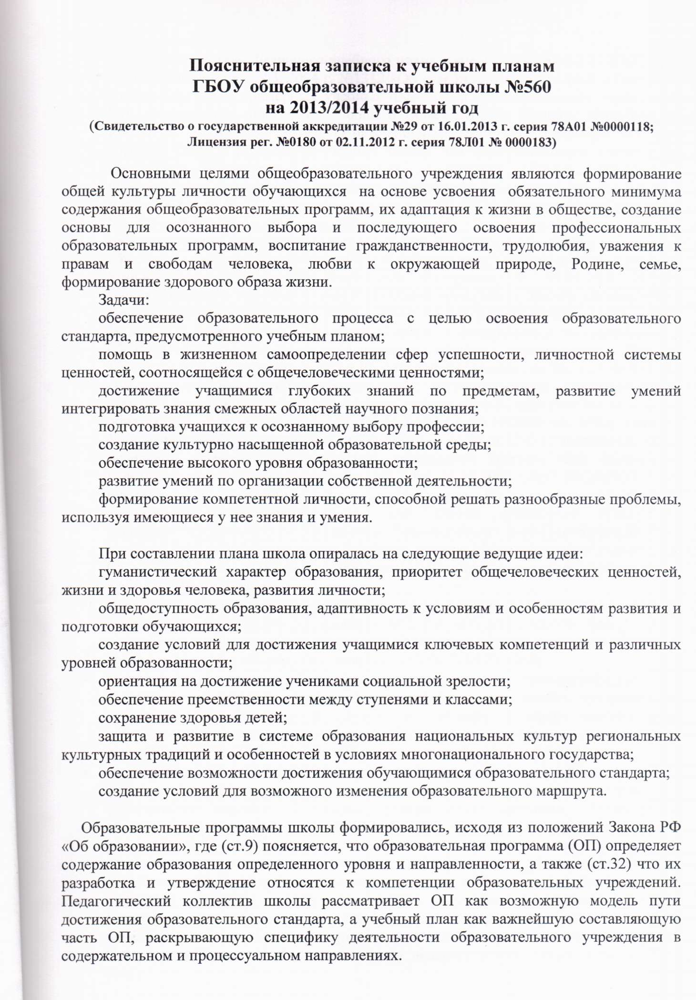 Пояснительная записка к учебным планам
ГБОУ общеобразовательной школы №560
на 2013/2014 учебный год
(Свидетельство о государственной аккредитации №29 от 16.01.2013 г. серия 78А01 №0000118;
Лицензия рег. №0180 от 02.11.2012 г. серия 78Л01 № 0000183)
Основными целями общеобразовательного учреждения являются формирование
общей культуры личности обучающихся на основе усвоения обязательного минимума
содержания общеобразовательных программ, их адаптация к жизни в обществе, создание
основы для осознанного выбора и последующего освоения профессиональных
образовательных программ, воспитание гражданственности, трудолюбия, уважения к
правам и свободам человека, любви к окружающей природе, Родине, семье,
формирование здорового образа жизни.
Задачи:
обеспечение образовательного процесса с целью освоения образовательного
стандарта, предусмотренного учебным планом;
помощь в жизненном самоопределении сфер успешности, личностной системы
ценностей, соотносящейся с общечеловеческими ценностями;
достижение учащимися глубоких знаний по предметам, развитие умений
интегрировать знания смежных областей научного познания;
подготовка учащихся к осознанному выбору профессии;
создание культурно насыщенной образовательной среды;
обеспечение высокого уровня образованности;
развитие умений по организации собственной деятельности;
формирование компетентной личности, способной решать разнообразные проблемы,
используя имеющиеся у нее знания и умения.
При составлении плана школа опиралась на следующие ведущие идеи:
гуманистический характер образования, приоритет общечеловеческих ценностей,
жизни и здоровья человека, развития личности;
общедоступность образования, адаптивность к условиям и особенностям развития и
подготовки обучающихся;
создание условий для достижения учащимися ключевых компетенций и различных
уровней образованности;
ориентация на достижение учениками социальной зрелости;
обеспечение преемственности между ступенями и классами;
сохранение здоровья детей;
защита и развитие в системе образования национальных культур региональных
культурных традиций и особенностей в условиях многонационального государства;
обеспечение возможности достижения обучающимися образовательного стандарта;
создание условий для возможного изменения образовательного маршрута.
Образовательные программы школы формировались, исходя из положений Закона РФ
«Об образовании», где (ст.9) поясняется, что образовательная программа (ОП) определяет
содержание образования определенного уровня и направленности, а также (ст.32) что их
разработка и утверждение относятся к компетенции образовательных учреждений.
Педагогический коллектив школы рассматривает ОП как возможную модель пути
достижения образовательного стандарта, а учебный план как важнейшую составляющую
часть ОП, раскрывающую специфику деятельности образовательного учреждения в
содержательном и процессуальном направлениях.